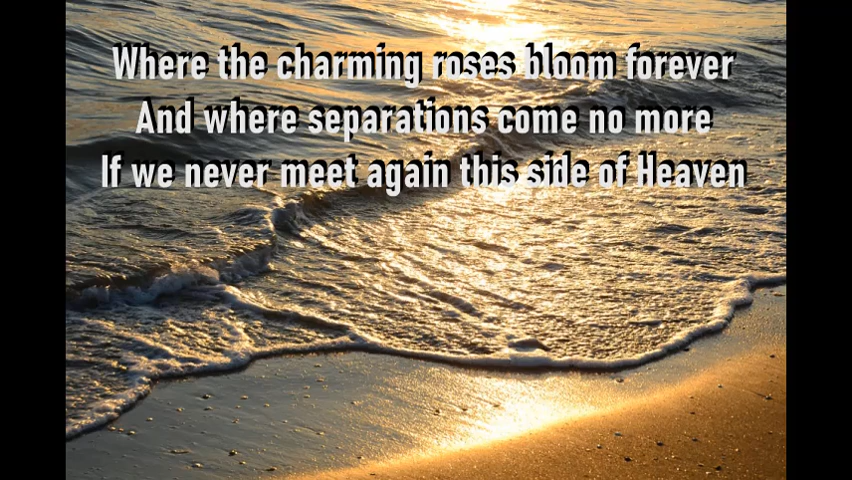 Where the charming roses bloom forever
And where separations come no more
If we never meet again this side of Heaven